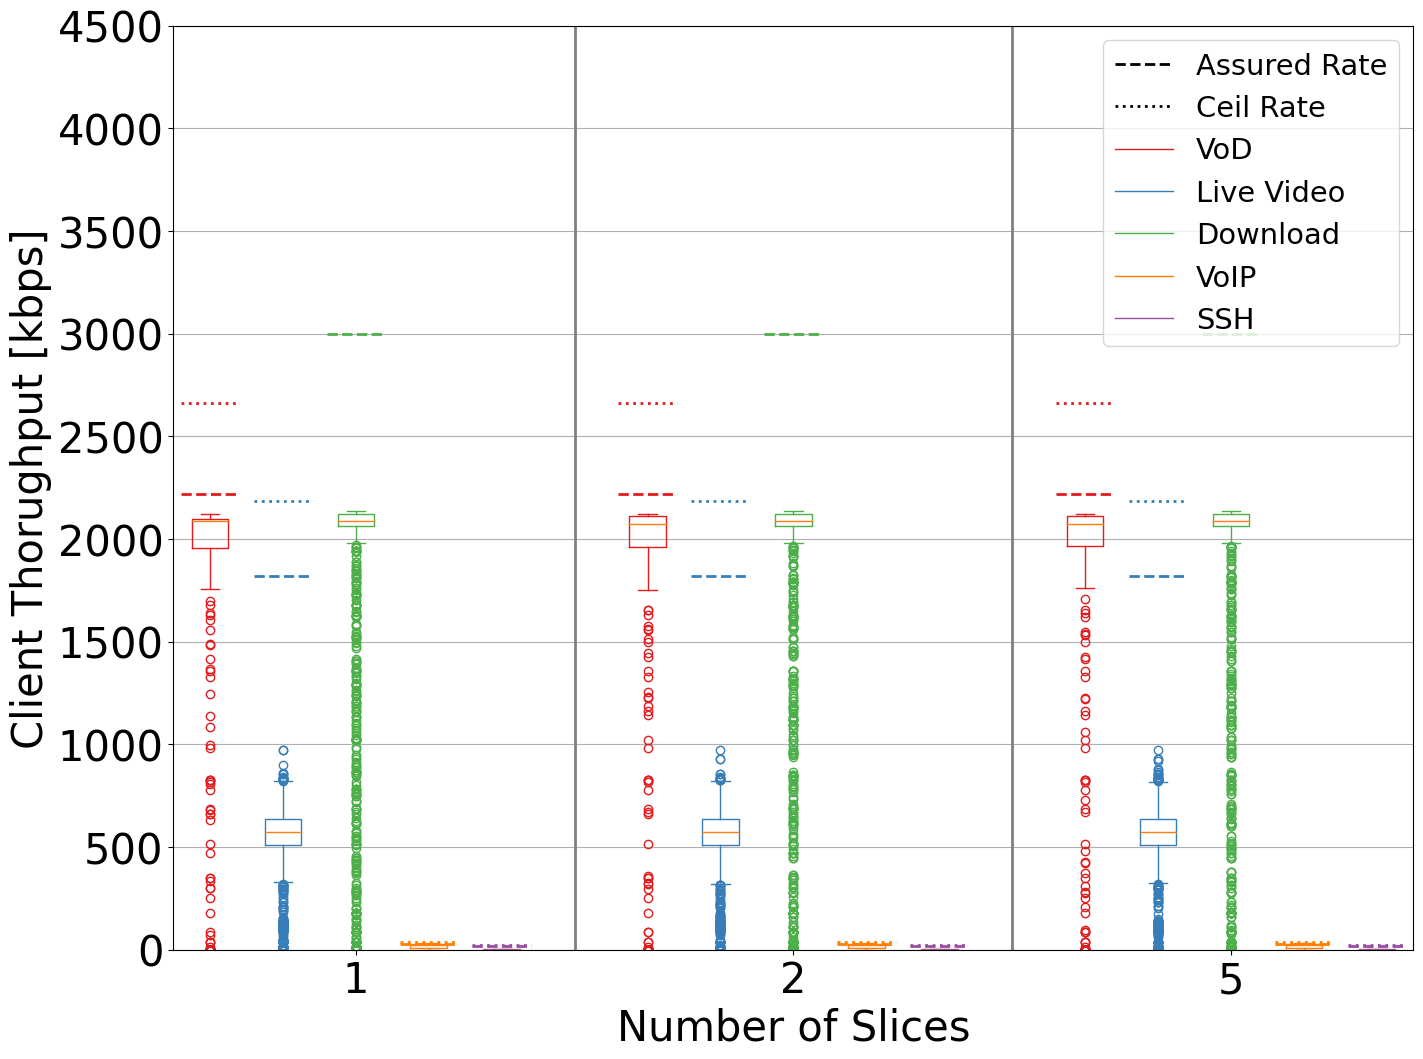 4500
4000
3500
3000
2500
2000
1500
1000
500
0
Client Thorughput [kbps]
1
2
5
Number of Slices
Assured Rate
Ceil Rate
VoD
Live Video
Download
VoIP
SSH